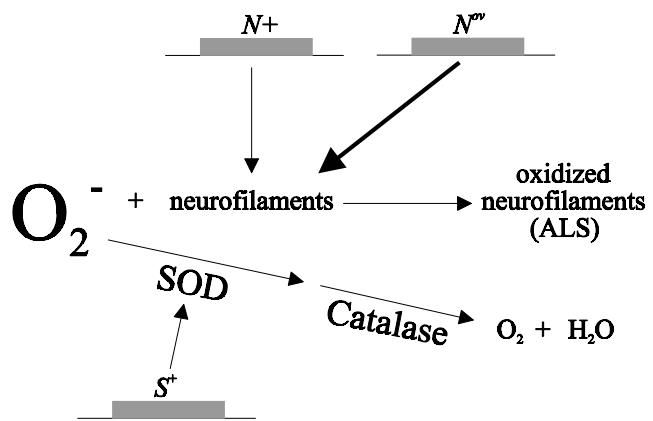 N+ N^ov
O₂⁻ + neurofilaments
oxidized
neurofilaments
(ALS)
SOD
Catalase
O₂ + H₂O
S⁺